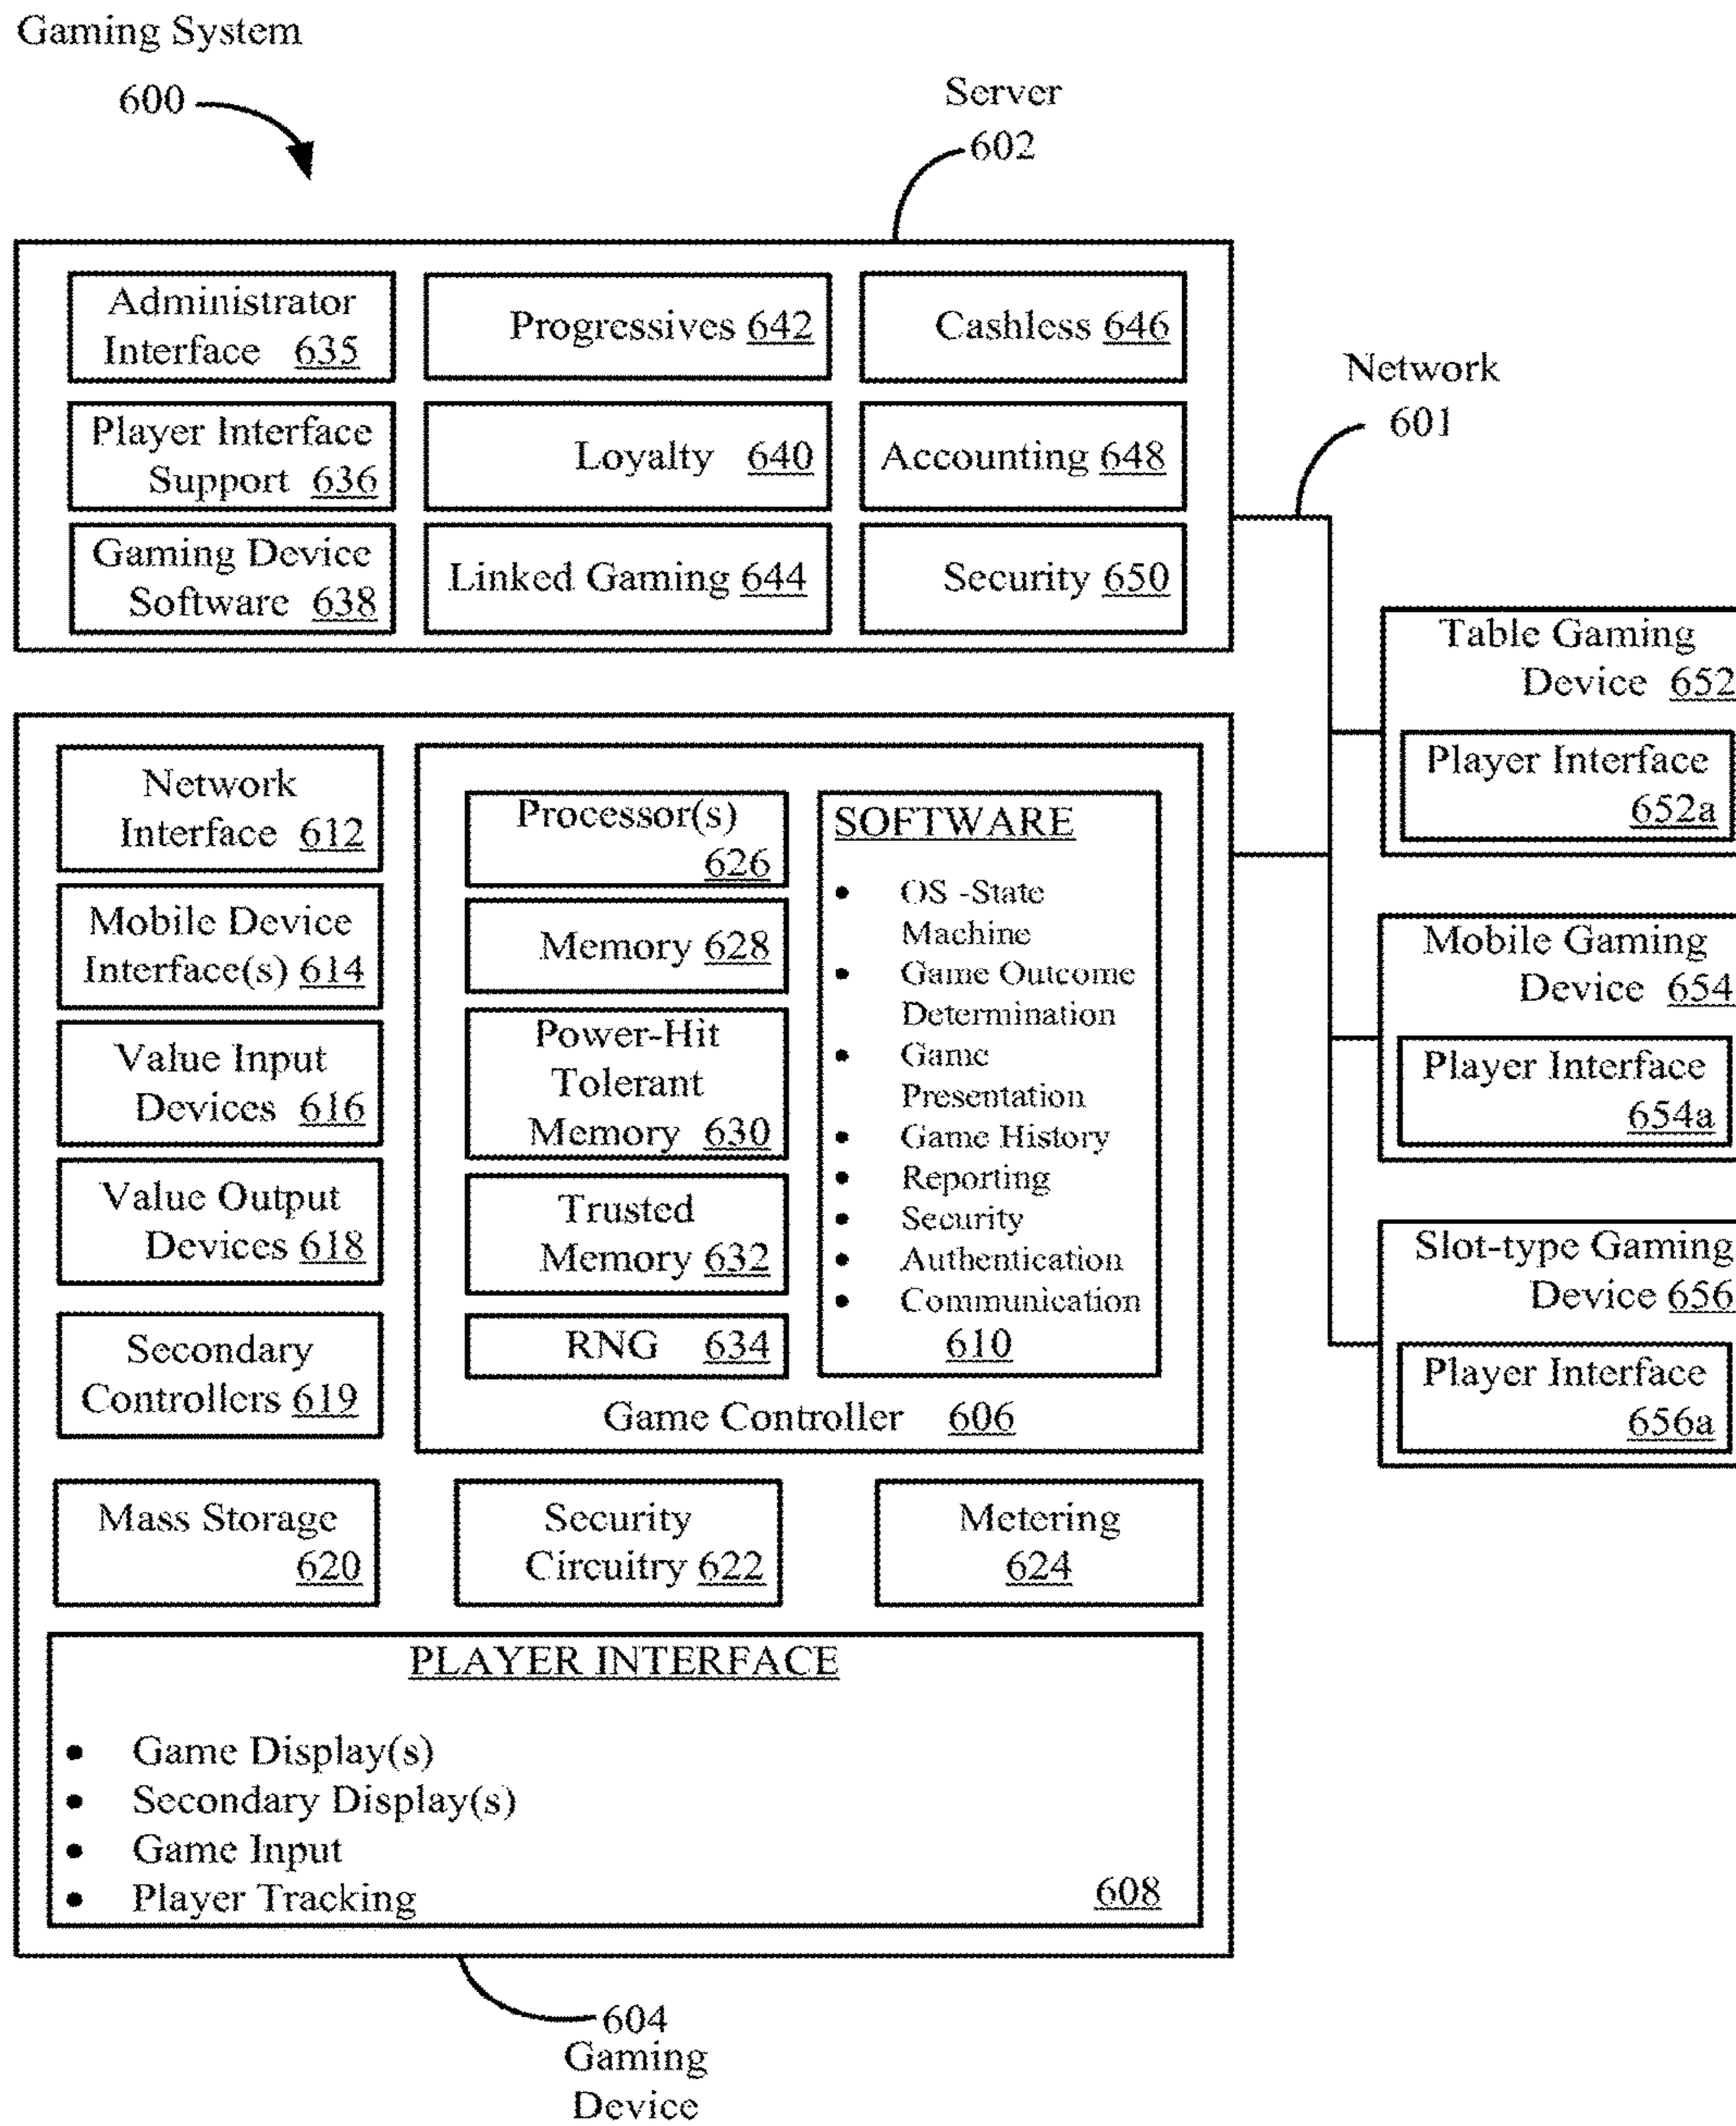 Gaming System
600
Server
602
Administrator
Interface 635
Progressives 642
Cashless 646
Player Interface
Support 636
Loyalty 640
Accounting 648
Gaming Device
Software 638
Linked Gaming 644
Security 650
Network
601
Table Gaming
Device 652
Player Interface
652a
Mobile Gaming
Device 654
Player Interface
654a
Slot-type Gaming
Device 656
Player Interface
656a
Network
Interface 612
Mobile Device
Interface(s) 614
Value Input
Devices 616
Value Output
Devices 618
Secondary
Controllers 619
Processor(s)
626
Memory 628
Power-Hit
Tolerant
Memory 630
Trusted
Memory 632
RNG 634
SOFTWARE
• OS -State
Machine
• Game Outcome
Determination
• Game
Presentation
• Game History
• Reporting
• Security
• Authentication
• Communication
610
Game Controller 606
Mass Storage
620
Security
Circuitry 622
Metering
624
PLAYER INTERFACE
• Game Display(s)
• Secondary Display(s)
• Game Input
• Player Tracking
608
604
Gaming
Device